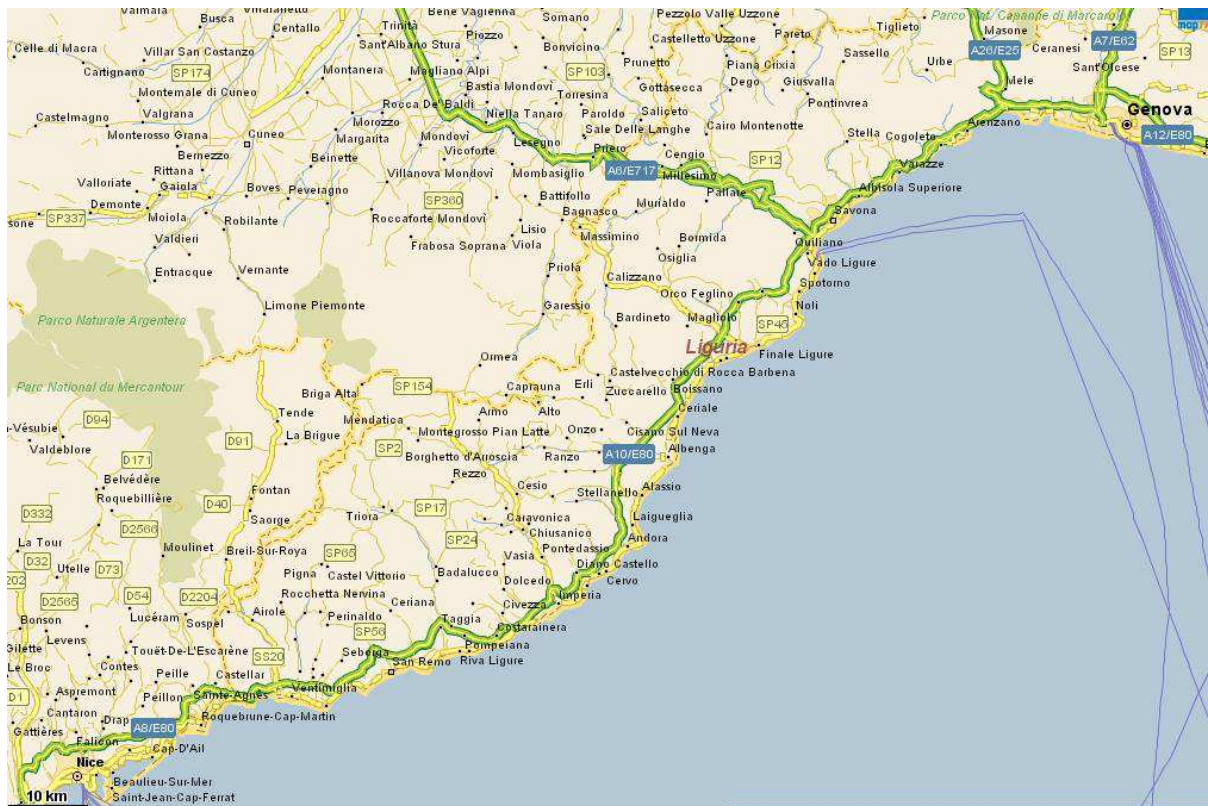 Valmala
Busca
Villafalletto
Centallo
Trinità
Bene Vagienna
Somano
Bonvicino
Pezzolo Valle Uzzone
Castelletto Uzzone
Pareto
Tiglieto
Parco Nat. Capanne di Marcarolo
Masone
Ceranesi
A7/E62
SP13
Celle di Macra
Villar San Costanzo
Sant'Albano Stura
Piozzo
Prunetto
Piana Crixia
Sassello
Urbe
A26/E25
Sant'Olcese
Cartignano
SP174
Montanera
Magliano Alpi
SP103
Gottasecca
Dego
Giusvalla
Mele
Montemale di Cuneo
Bastia Mondovì
Torresina
Valgrana
Rocca De' Baldi
Niella Tanaro
Paroldo
Saliceto
Pontinvrea
Genova
Castelmagno
Morozzo
Sale Delle Langhe
Cairo Montenotte
Stella
Cogoleto
Arenzano
A12/E80
Monterosso Grana
Cuneo
Margarita
Mondovì
Lesegno
Bernezzo
Beinette
Vicoforte
Priero
Cengio
SP12
Varazze
Rittana
Villanova Mondovì
Mombasiglio
A6/E717
Millesimo
Valloriate
Gaiola
Boves
Peveragno
Battifollo
Pallare
Albisola Superiore
Demonte
SP360
Murialdo
SP337
Moiola
Robilante
Roccaforte Mondovì
Bagnasco
Savona
Valdieri
Lisio
Massimino
Bormida
Quiliano
Frabosa Soprana
Viola
Osiglia
Vado Ligure
Entracque
Vernante
Priola
Calizzano
Spotorno
Limone Piemonte
Garessio
Orco Feglino
Noli
Parco Naturale Argentera
Bardineto
Magliolo
SP45
Liguria
Finale Ligure
Ormea
Parc National du Mercantour
Briga Alta
SP154
Caprauna
Erli
Castelvecchio di Rocca Barbena
Zuccarello
Boissano
D94
Tende
Mendatica
Armo
Alto
Ceriale
-Vésubie
D91
La Brigue
Montegrosso Pian Latte
Onzo
Cisano Sul Neva
Valdeblore
SP2
D171
Borghetto d'Arroscia
Ranzo
A10/E80
Albenga
Belvédère
Rezzo
Roquebillière
Fontan
Cesio
Stellanello
Alassio
D332
D40
Triora
SP17
Caravonica
Laigueglia
D2566
Saorge
Chiusanico
La Tour
SP24
Andora
Moulinet
Breil-Sur-Roya
SP65
Vasia
Pontedassio
D32
Utelle
D73
Pigna
Castel Vittorio
Badalucco
Diano Castello
202
Dolcedo
Cervo
D2565
D54
D2204
Rocchetta Nervina
Ceriana
Civezza
Imperia
Bonson
Lucéram
Sospel
Airole
Perinaldo
Taggia
Costarainera
Levens
SP56
Gilette
Touët-De-L'Escarène
SS20
Seborga
Pompeiana
Le Broc
Contes
Peille
Castellar
San Remo
Riva Ligure
D1
Aspremont
Peillon
Sainte-Agnès
Ventimiglia
Cantaron
Drap
Roquebrune-Cap-Martin
Gattières
A8/E80
Falicon
Cap-D'Ail
Nice
Beaulieu-Sur-Mer
10 km
Saint-Jean-Cap-Ferrat